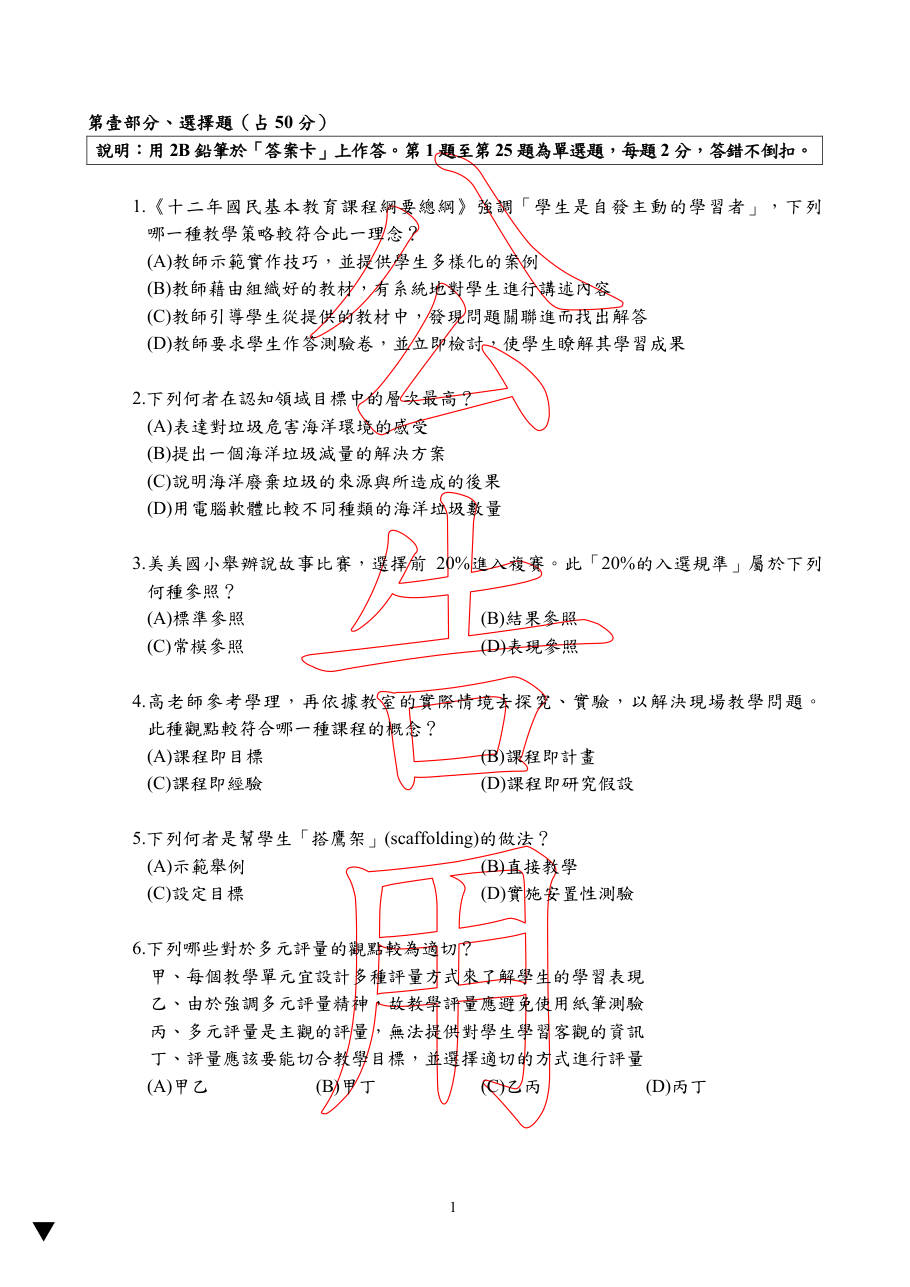 第壹部分、選擇題（占 50 分）
說明：用 2B 鉛筆於「答案卡」上作答。第 1 題至第 25 題為單選題，每題 2 分，答錯不倒扣。
1.《十二年國民基本教育課程綱要總綱》強調「學生是自發主動的學習者」，下列
哪一種教學策略較符合此一理念？
(A)教師示範實作技巧，並提供學生多樣化的案例
(B)教師藉由組織好的教材，有系統地對學生進行講述內容
(C)教師引導學生從提供的教材中，發現問題關聯進而找出解答
(D)教師要求學生作答測驗卷，並立即檢討，使學生瞭解其學習成果
2.下列何者在認知領域目標中的層次最高？
(A)表達對垃圾危害海洋環境的感受
(B)提出一個海洋垃圾減量的解決方案
(C)說明海洋廢棄垃圾的來源與所造成的後果
(D)用電腦軟體比較不同種類的海洋垃圾數量
3.美美國小舉辦說故事比賽，選擇前 20%進入複賽。此「20%的入選規準」屬於下列
何種參照？
(A)標準參照 (B)結果參照
(C)常模參照 (D)表現參照
4.高老師參考學理，再依據教室的實際情境去探究、實驗，以解決現場教學問題。
此種觀點較符合哪一種課程的概念？
(A)課程即目標 (B)課程即計畫
(C)課程即經驗 (D)課程即研究假設
5.下列何者是幫學生「搭鷹架」(scaffolding)的做法？
(A)示範舉例 (B)直接教學
(C)設定目標 (D)實施安置性測驗
6.下列哪些對於多元評量的觀點較為適切？
甲、每個教學單元宜設計多種評量方式來了解學生的學習表現
乙、由於強調多元評量精神，故教學評量應避免使用紙筆測驗
丙、多元評量是主觀的評量，無法提供對學生學習客觀的資訊
丁、評量應該要能切合教學目標，並選擇適切的方式進行評量
(A)甲乙 (B)甲丁 (C)乙丙 (D)丙丁
公告用
1